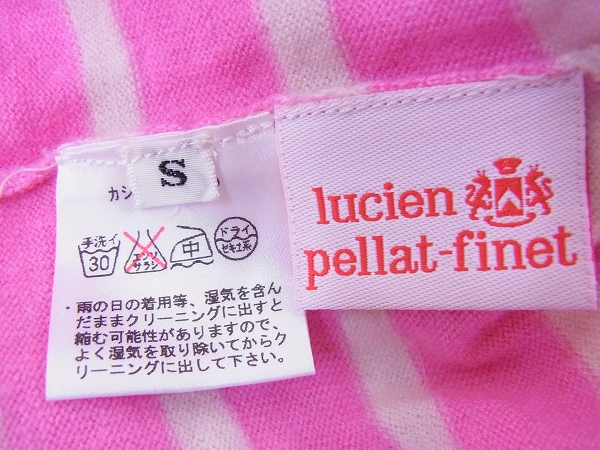 S
カシ
手洗イ
30
エンソ
サラシ
中
ドライ
セキユ系
・雨の日の着用等、湿気を含ん
だままクリーニングに出すと
縮む可能性がありますので、
よく湿気を取り除いてからク
リーニングに出して下さい。
lucien
pellat-finet